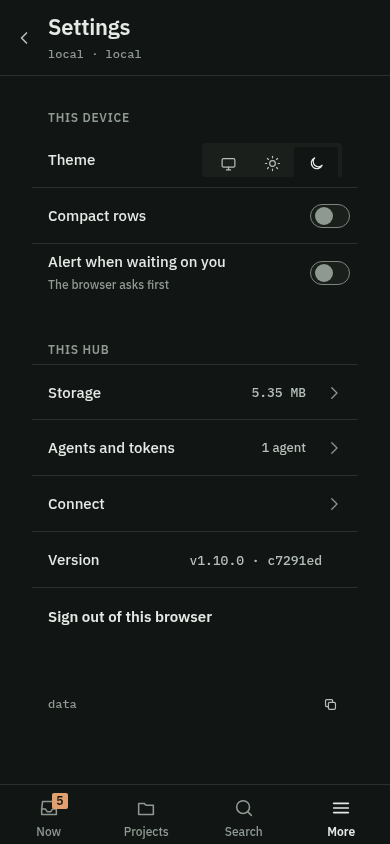 Settings
local · local
THIS DEVICE
Theme
Compact rows
Alert when waiting on you
The browser asks first
THIS HUB
Storage 5.35 MB
Agents and tokens 1 agent
Connect
Version v1.10.0 · c7291ed
Sign out of this browser
data
5
Now Projects Search More